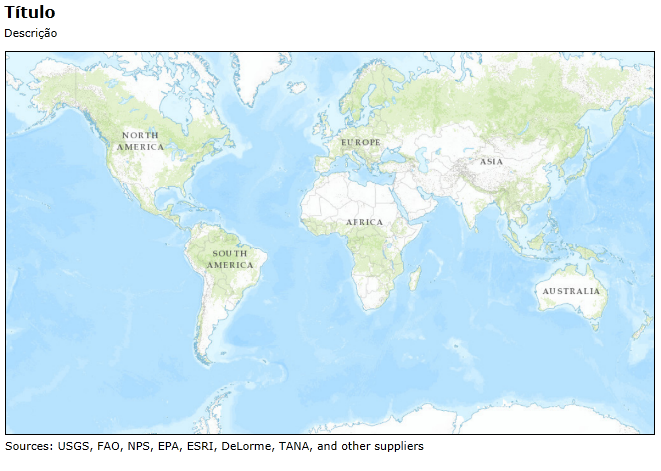 Título
Descrição
NORTH
AMERICA
EUROPE
ASIA
AFRICA
SOUTH
AMERICA
AUSTRALIA
Sources: USGS, FAO, NPS, EPA, ESRI, DeLorme, TANA, and other suppliers